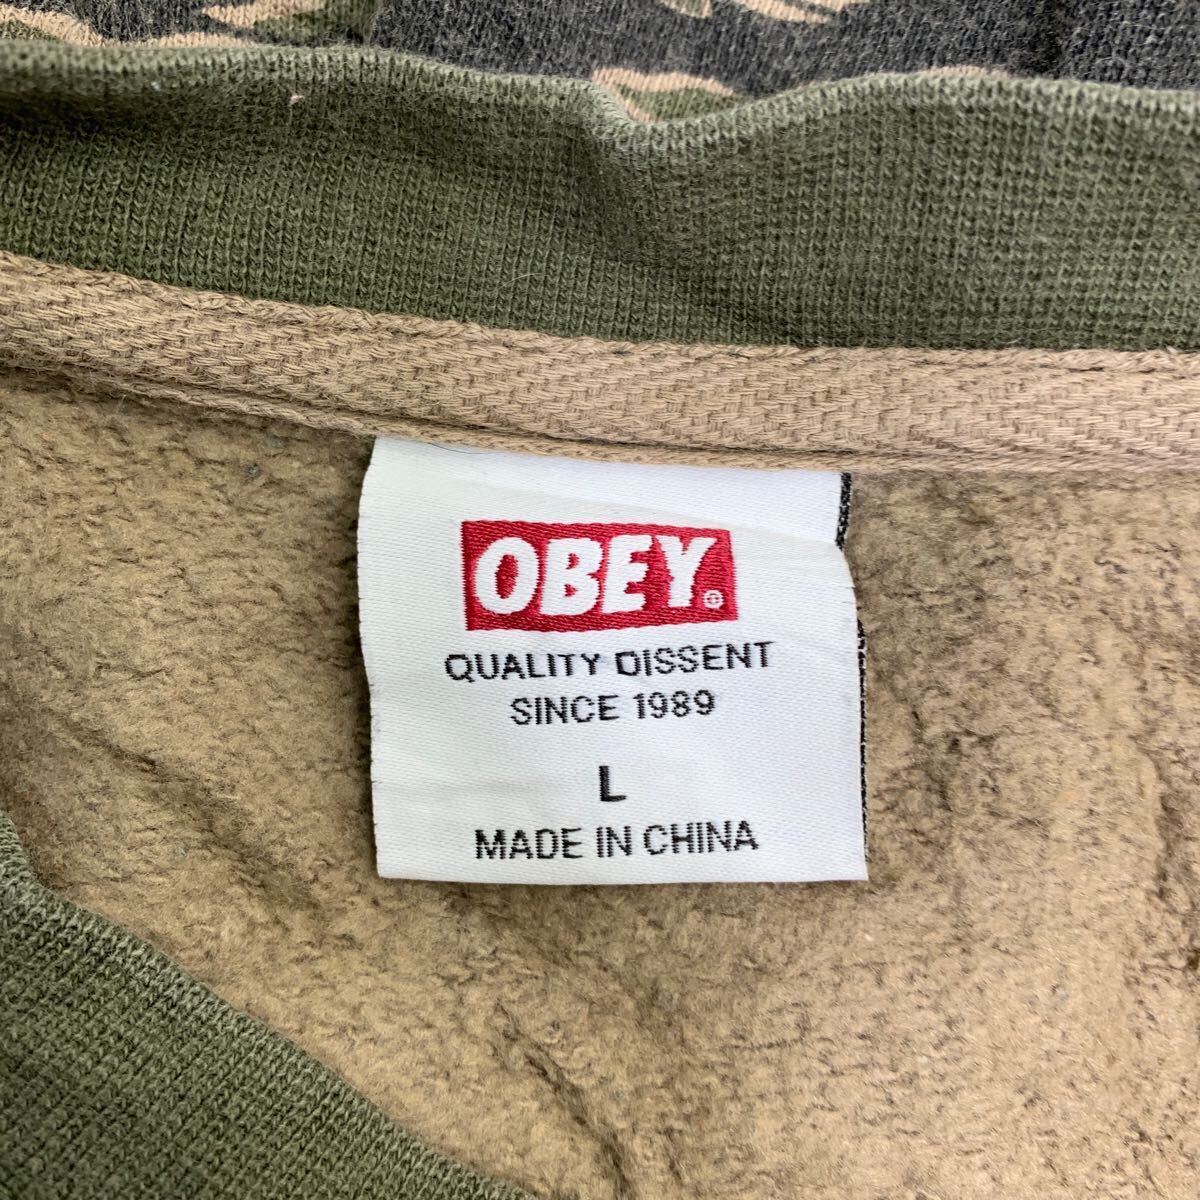 OBEY
QUALITY DISSENT
SINCE 1989
L
MADE IN CHINA